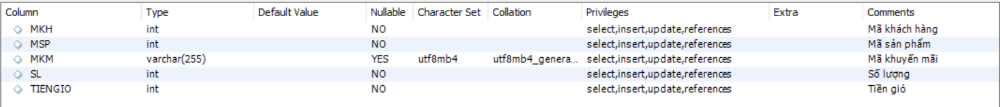 Column Type Default Value Nullable Character Set Collation Privileges Extra Comments
MKH int NO select,insert,update,references Mã khách hàng
MSP int NO select,insert,update,references Mã sản phẩm
MKM varchar(255) YES utf8mb4 utf8mb4_genera... select,insert,update,references Mã khuyến mãi
SL int NO select,insert,update,references Số lượng
TIENGIO int NO select,insert,update,references Tiền giỏ